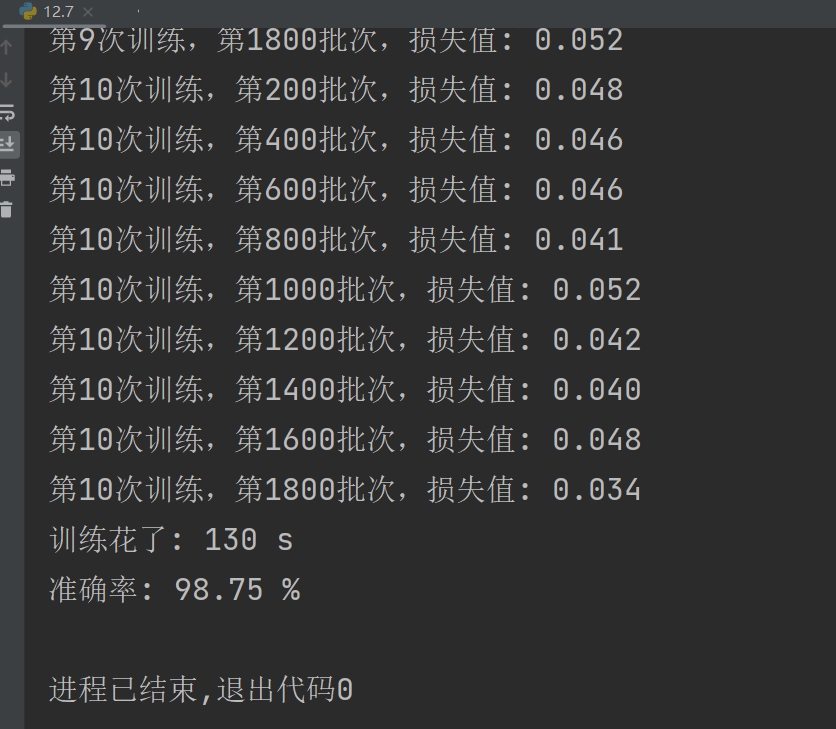 12.7
第9次训练，第1800批次，损失值: 0.052
第10次训练，第200批次，损失值: 0.048
第10次训练，第400批次，损失值: 0.046
第10次训练，第600批次，损失值: 0.046
第10次训练，第800批次，损失值: 0.041
第10次训练，第1000批次，损失值: 0.052
第10次训练，第1200批次，损失值: 0.042
第10次训练，第1400批次，损失值: 0.040
第10次训练，第1600批次，损失值: 0.048
第10次训练，第1800批次，损失值: 0.034
训练花了: 130 s
准确率: 98.75 %
进程已结束,退出代码0